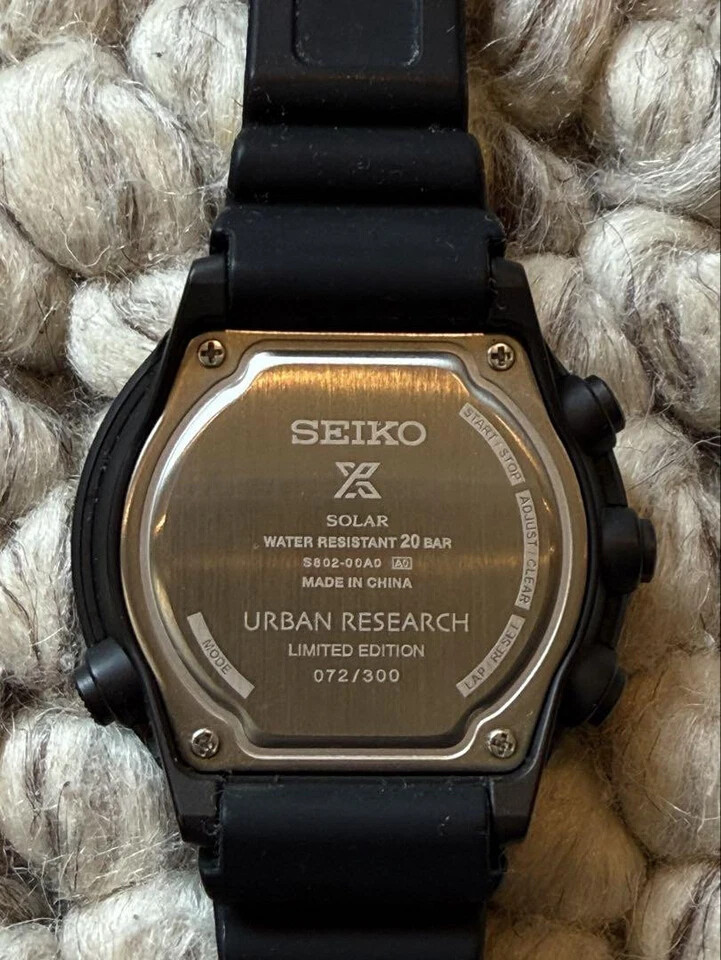 SEIKO
SOLAR
WATER RESISTANT 20 BAR
S802-00A0 A0
MADE IN CHINA
URBAN RESEARCH
LIMITED EDITION
072/300
START / STOP
ADJUST / CLEAR
LAP / RESET
MODE